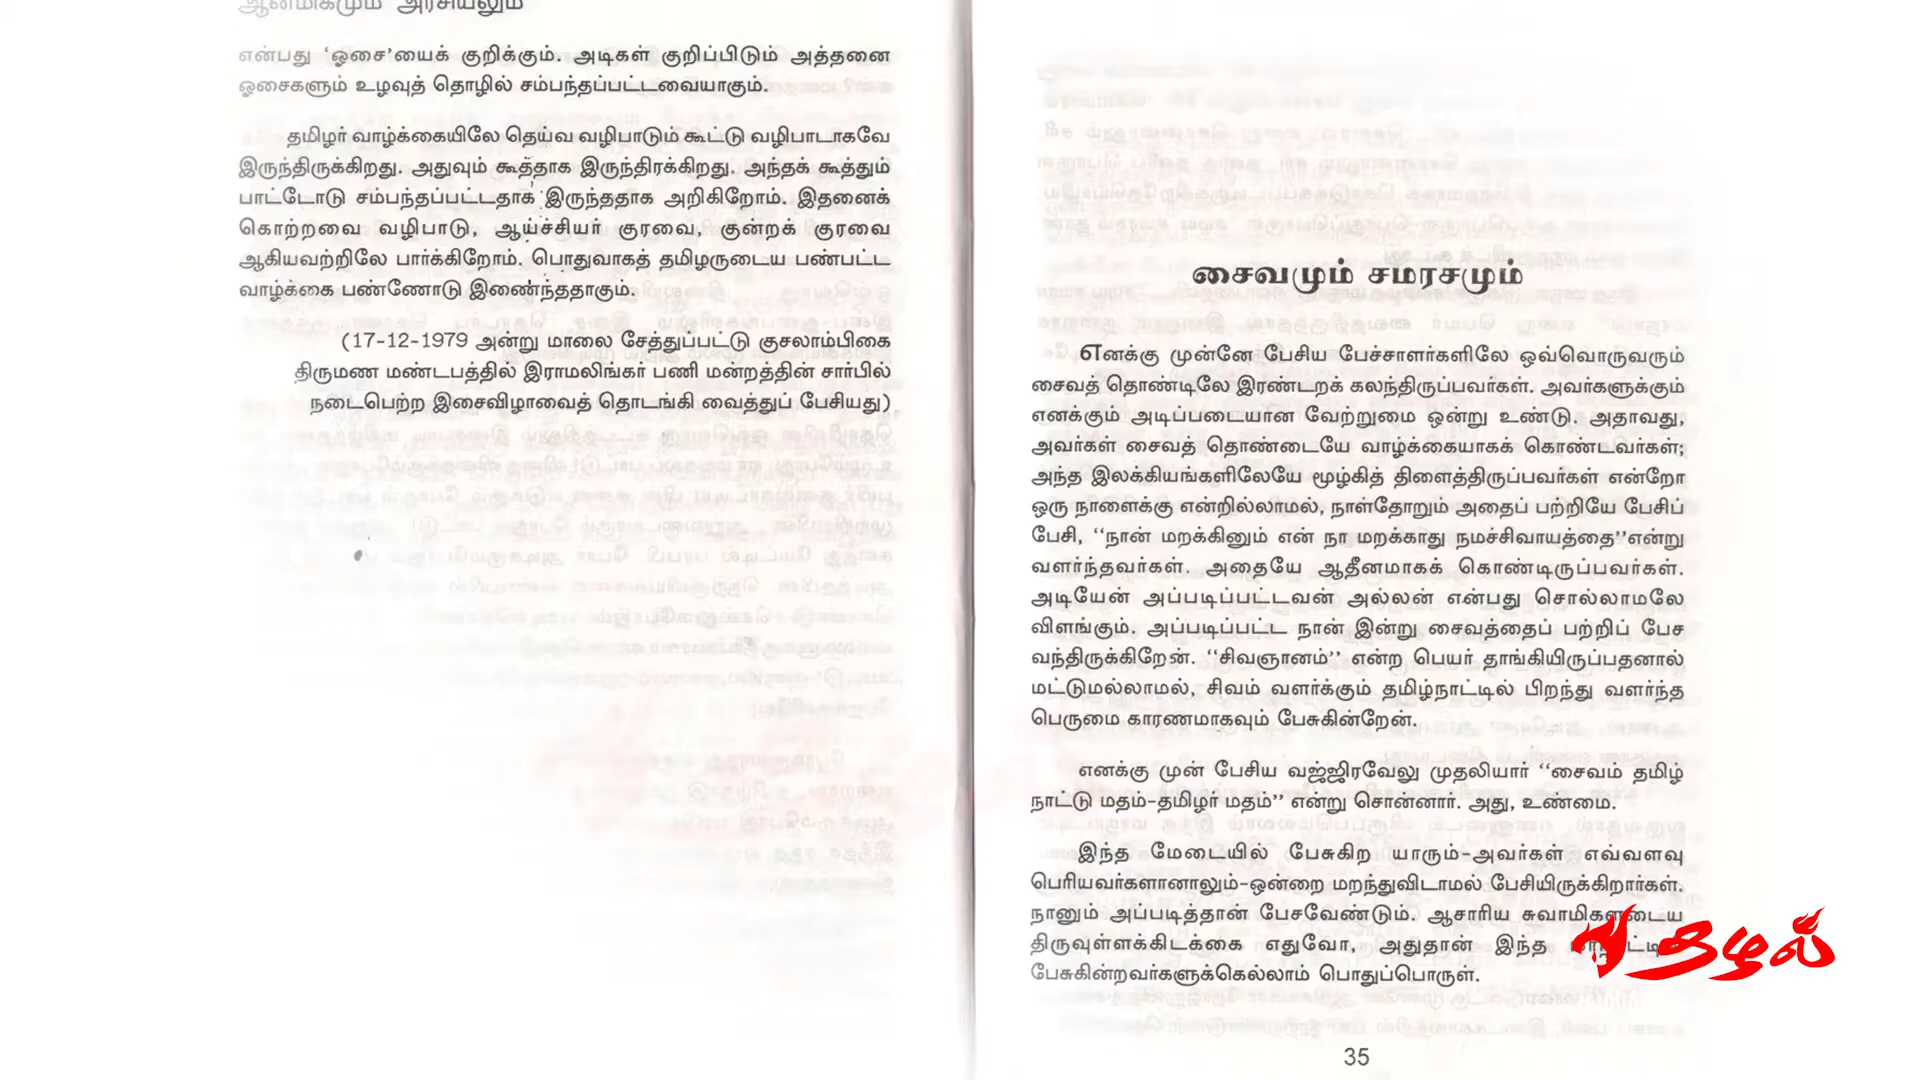 ஆன்மிகமும் அரசியலும்
என்பது ‘ஓசை’யைக் குறிக்கும். அடிகள் குறிப்பிடும் அத்தனை
ஓசைகளும் உழவுத் தொழில் சம்பந்தப்பட்டவையாகும்.
தமிழர் வாழ்க்கையிலே தெய்வ வழிபாடும் கூட்டு வழிபாடாகவே
இருந்திருக்கிறது. அதுவும் கூத்தாக இருந்திரக்கிறது. அந்தக் கூத்தும்
பாட்டோடு சம்பந்தப்பட்டதாக இருந்ததாக அறிகிறோம். இதனைக்
கொற்றவை வழிபாடு, ஆய்ச்சியர் குரவை, குன்றக் குரவை
ஆகியவற்றிலே பார்க்கிறோம். பொதுவாகத் தமிழருடைய பண்பட்ட
வாழ்க்கை பண்ணோடு இணைந்ததாகும்.
(17-12-1979 அன்று மாலை சேத்துப்பட்டு குசலாம்பிகை
திருமண மண்டபத்தில் இராமலிங்கர் பணி மன்றத்தின் சார்பில்
நடைபெற்ற இசைவிழாவைத் தொடங்கி வைத்துப் பேசியது)
சைவமும் சமரசமும்
எனக்கு முன்னே பேசிய பேச்சாளர்களிலே ஒவ்வொருவரும்
சைவத் தொண்டிலே இரண்டறக் கலந்திருப்பவர்கள். அவர்களுக்கும்
எனக்கும் அடிப்படையான வேற்றுமை ஒன்று உண்டு. அதாவது,
அவர்கள் சைவத் தொண்டையே வாழ்க்கையாகக் கொண்டவர்கள்;
அந்த இலக்கியங்களிலேயே மூழ்கித் திளைத்திருப்பவர்கள் என்றோ
ஒரு நாளைக்கு என்றில்லாமல், நாள்தோறும் அதைப் பற்றியே பேசிப்
பேசி, ‘‘நான் மறக்கினும் என் நா மறக்காது நமச்சிவாயத்தை’’என்று
வளர்ந்தவர்கள். அதையே ஆதீனமாகக் கொண்டிருப்பவர்கள்.
அடியேன் அப்படிப்பட்டவன் அல்லன் என்பது சொல்லாமலே
விளங்கும். அப்படிப்பட்ட நான் இன்று சைவத்தைப் பற்றிப் பேச
வந்திருக்கிறேன். ‘‘சிவஞானம்’’ என்ற பெயர் தாங்கியிருப்பதனால்
மட்டுமல்லாமல், சிவம் வளர்க்கும் தமிழ்நாட்டில் பிறந்து வளர்ந்த
பெருமை காரணமாகவும் பேசுகின்றேன்.
எனக்கு முன் பேசிய வஜ்ஜிரவேலு முதலியார் ‘‘சைவம் தமிழ்
நாட்டு மதம்-தமிழர் மதம்’’ என்று சொன்னார். அது, உண்மை.
இந்த மேடையில் பேசுகிற யாரும்-அவர்கள் எவ்வளவு
பெரியவர்களானாலும்-ஒன்றை மறந்துவிடாமல் பேசியிருக்கிறார்கள்.
நானும் அப்படித்தான் பேசவேண்டும். ஆசாரிய சுவாமிகளுடைய
திருவுள்ளக்கிடக்கை எதுவோ, அதுதான் இந்த
பேசுகின்றவர்களுக்கெல்லாம் பொதுப்பொருள்.
35